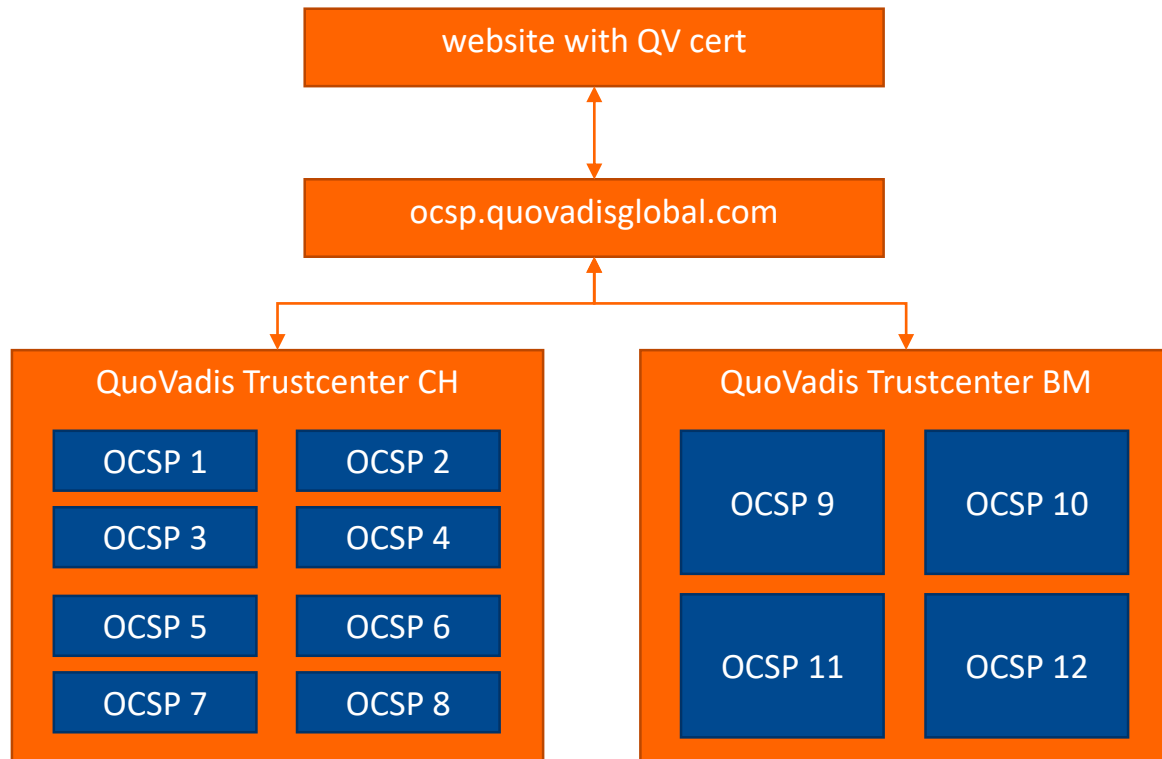 website with QV cert
ocsp.quovadisglobal.com
QuoVadis Trustcenter CH
OCSP 1
OCSP 2
OCSP 3
OCSP 4
OCSP 5
OCSP 6
OCSP 7
OCSP 8
QuoVadis Trustcenter BM
OCSP 9
OCSP 10
OCSP 11
OCSP 12